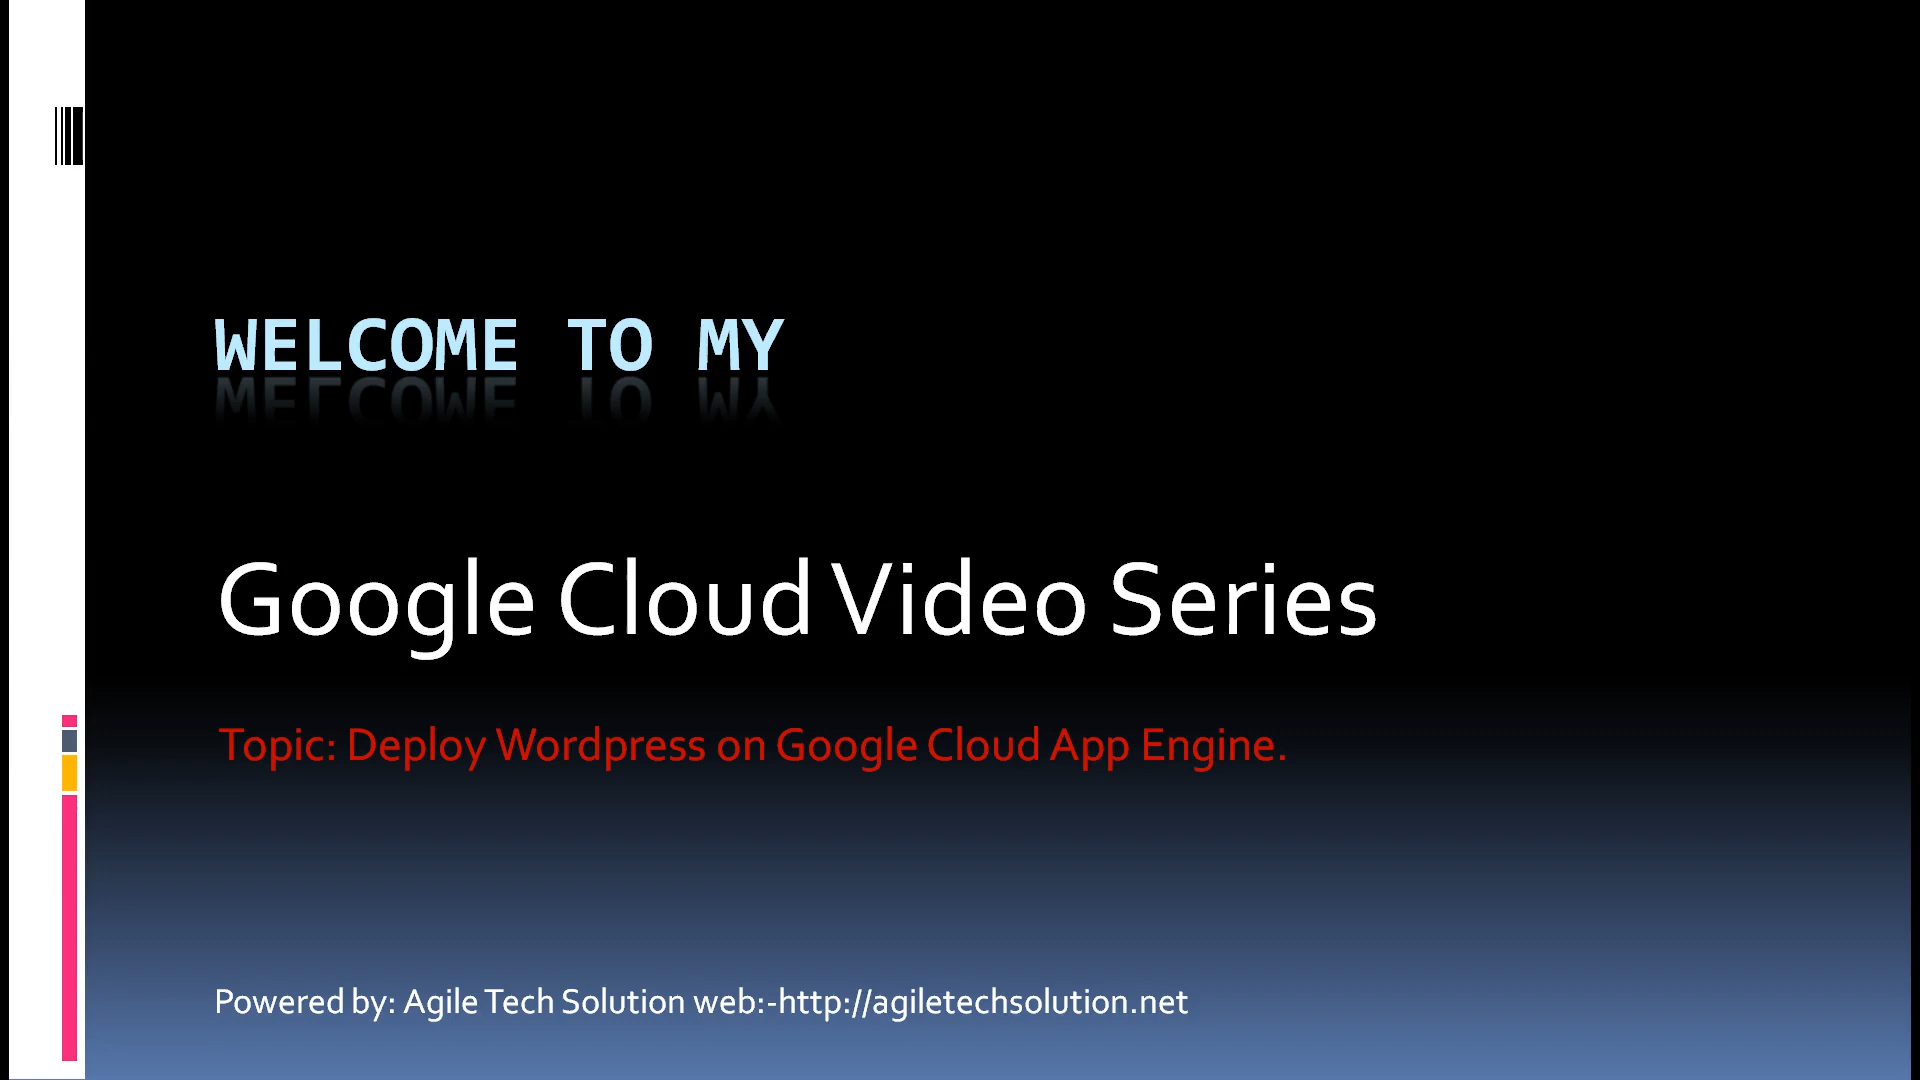 WELCOME TO MY
Google Cloud Video Series
Topic: Deploy Wordpress on Google Cloud App Engine.
Powered by: Agile Tech Solution web:-http://agiletechsolution.net